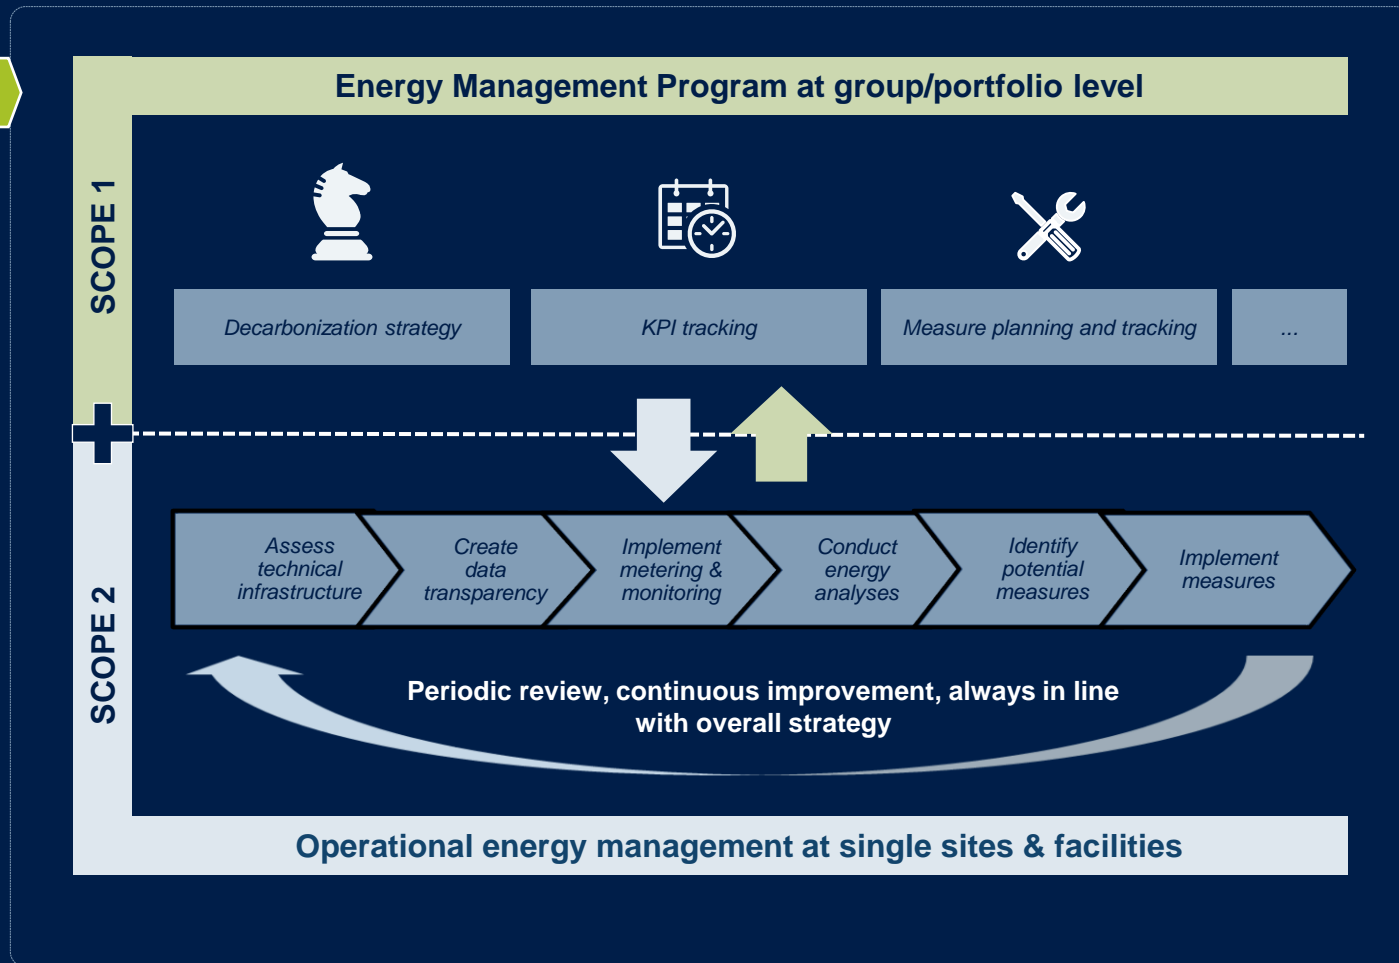 Energy Management Program at group/portfolio level
SCOPE 1
Decarbonization strategy
KPI tracking
Measure planning and tracking
...
SCOPE 2
Assess
technical
infrastructure
Create
data
transparency
Implement
metering &
monitoring
Conduct
energy
analyses
Identify
potential
measures
Implement
measures
Periodic review, continuous improvement, always in line
with overall strategy
Operational energy management at single sites & facilities